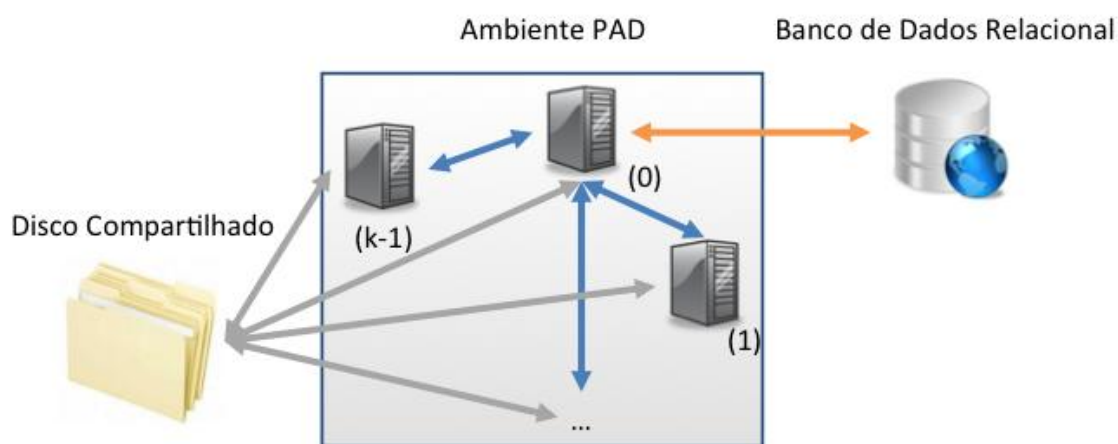 Ambiente PAD
Banco de Dados Relacional
(0)
Disco Compartilhado
(k-1)
(1)
...